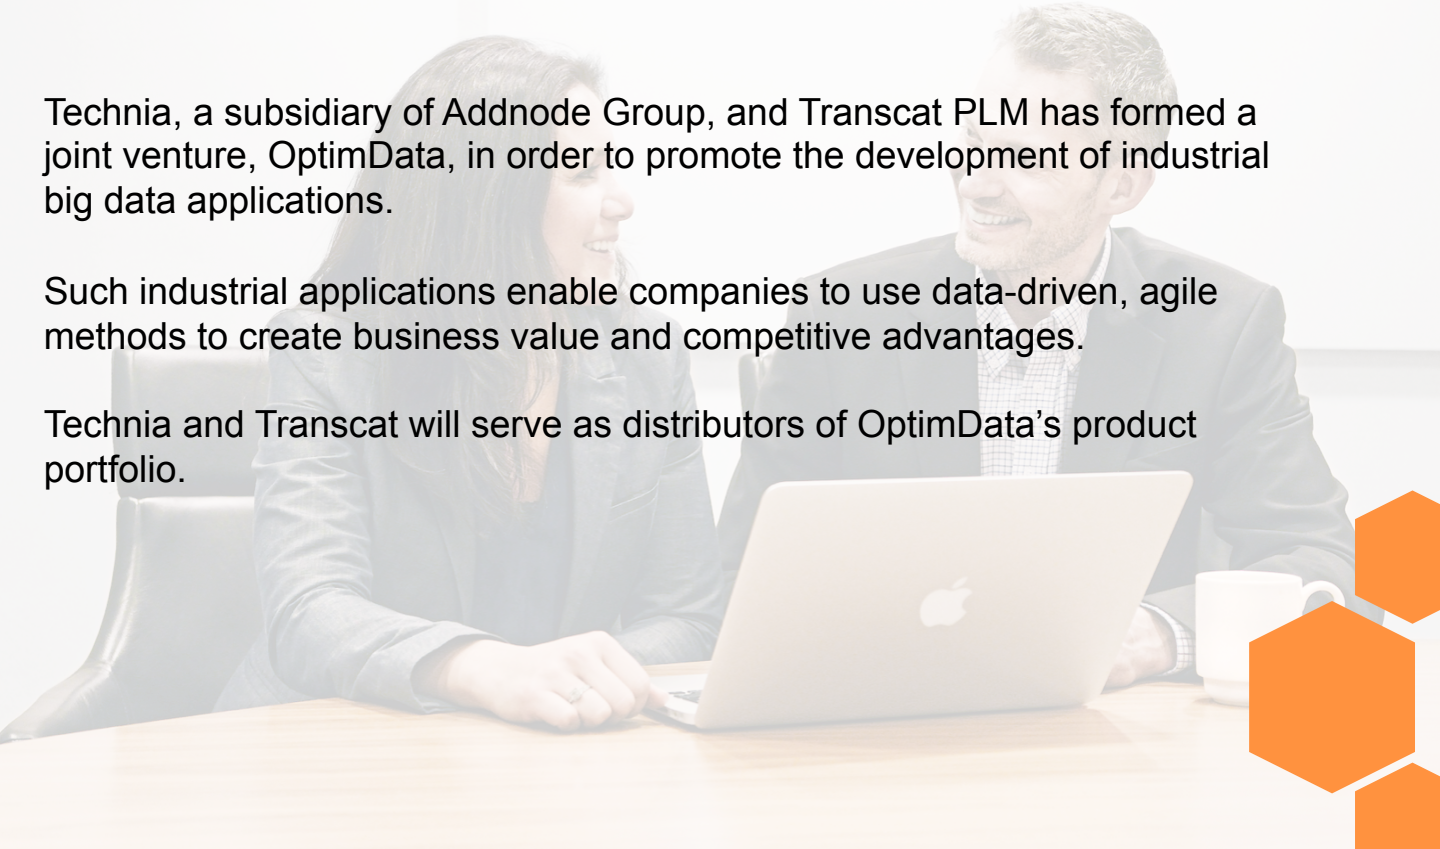 Technia, a subsidiary of Addnode Group, and Transcat PLM has formed a
joint venture, OptimData, in order to promote the development of industrial
big data applications.
Such industrial applications enable companies to use data-driven, agile
methods to create business value and competitive advantages.
Technia and Transcat will serve as distributors of OptimData’s product
portfolio.